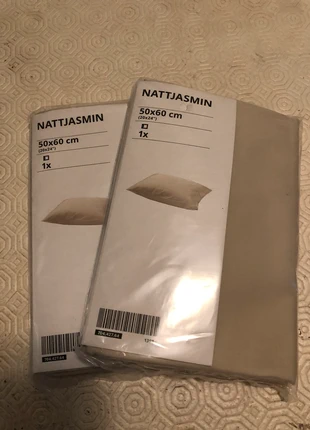 NATTJASMIN
50x60 cm
(20x24")
1x
NATTJASMIN
50x60 cm
(20x24")
1x